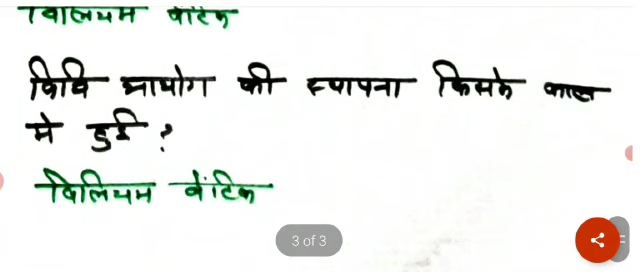 विलियम बेंटिक
विधि आयोग की स्थापना किसके काल
मे हुई ?
विलियम बेंटिक
3 of 3